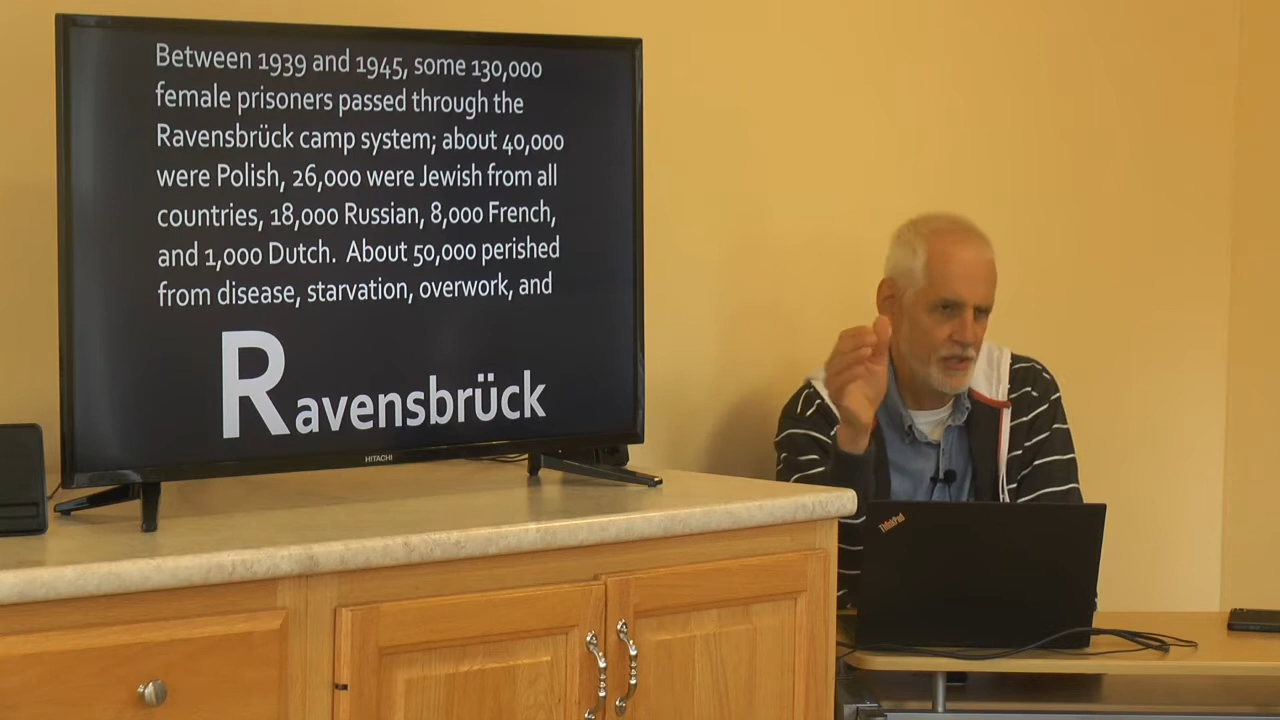 Between 1939 and 1945, some 130,000
female prisoners passed through the
Ravensbrück camp system; about 40,000
were Polish, 26,000 were Jewish from all
countries, 18,000 Russian, 8,000 French,
and 1,000 Dutch. About 50,000 perished
from disease, starvation, overwork, and
Ravensbrück
HITACHI
ThinkPad